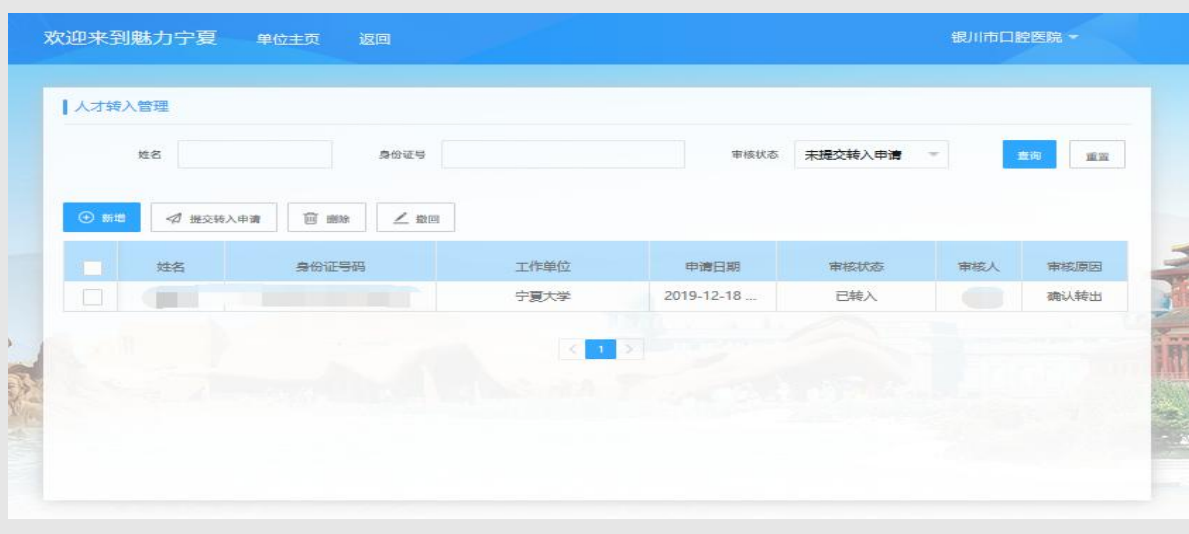 欢迎来到魅力宁夏 单位主页 返回 银川市口腔医院
人才转入管理
姓名 身份证号 审核状态 未提交转入申请 查询 重置
新增 提交转入申请 删除 撤回
姓名 身份证号码 工作单位 申请日期 审核状态 审核人 审核原因
宁夏大学 2019-12-18 ... 已转入 确认转出
< 1 >